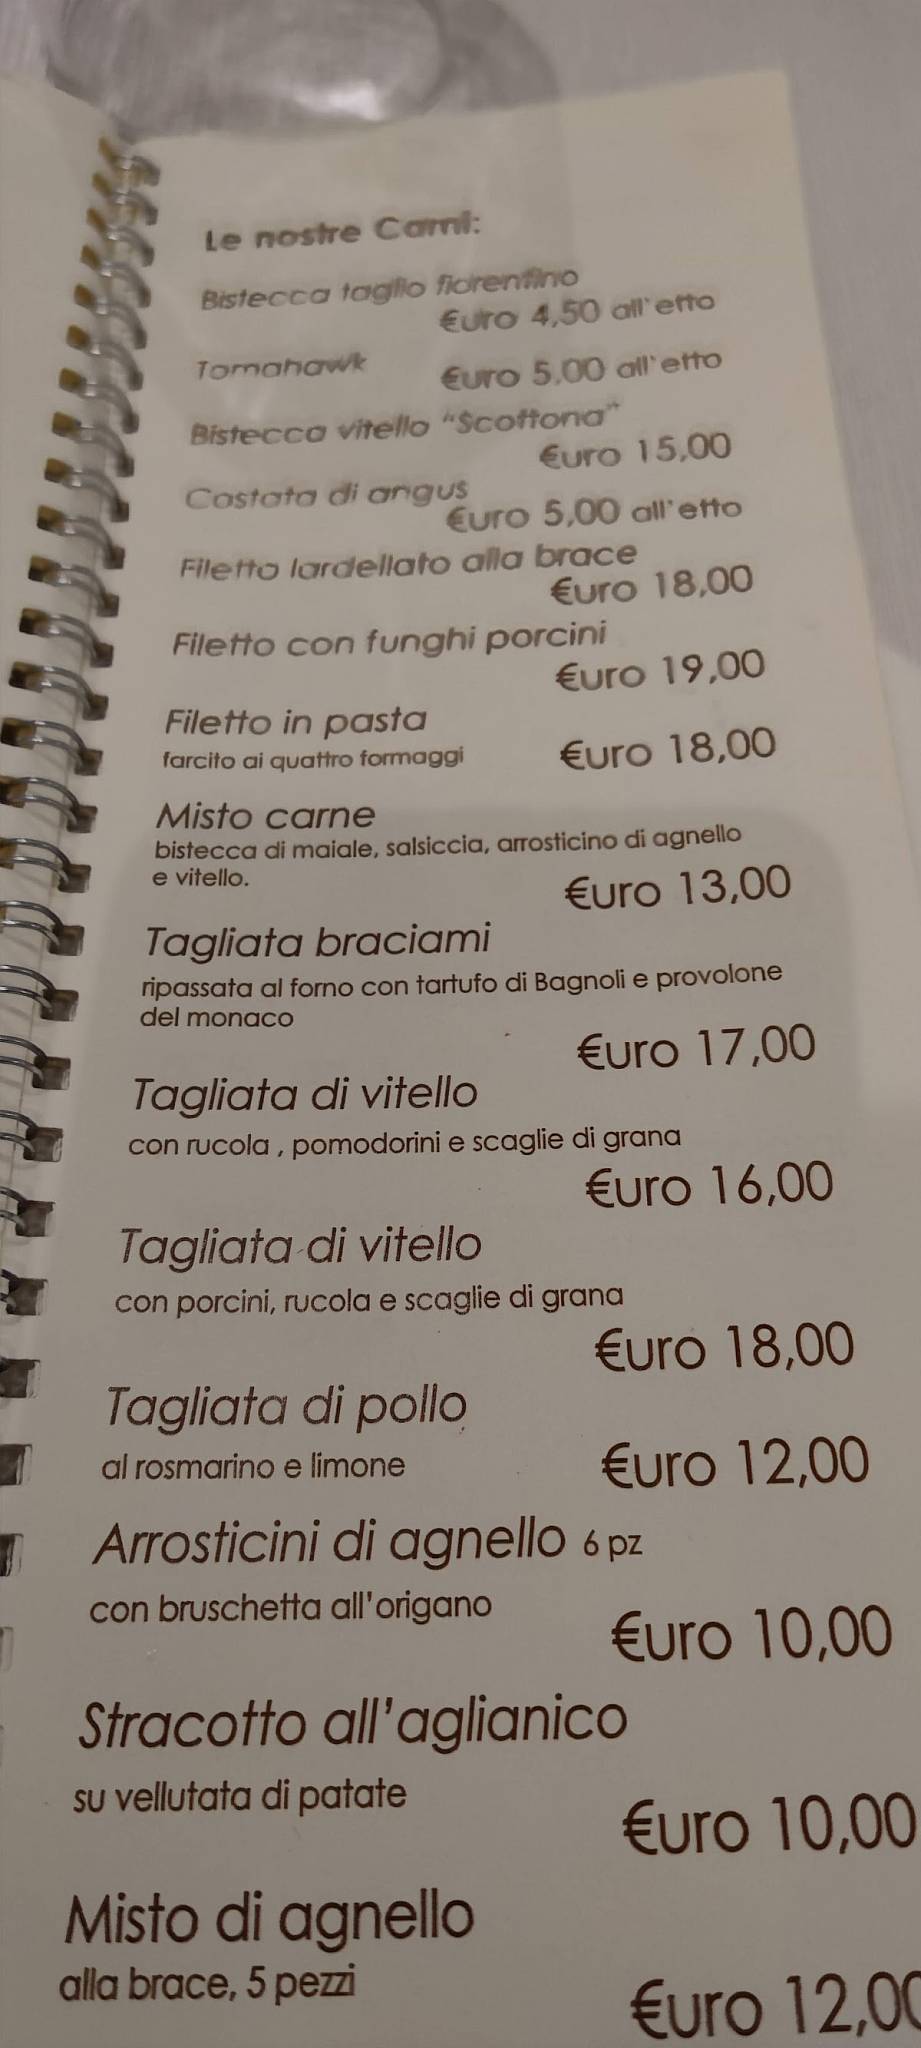 Le nostre Carni:
Bistecca taglio fiorentino
€uro 4,50 all'etto
Tomahawk €uro 5,00 all'etto
Bistecca vitello "Scottona"
€uro 15,00
Costata di angus
€uro 5,00 all'etto
Filetto lardellato alla brace
€uro 18,00
Filetto con funghi porcini
€uro 19,00
Filetto in pasta
farcito ai quattro formaggi €uro 18,00
Misto carne
bistecca di maiale, salsiccia, arrosticino di agnello
e vitello.
€uro 13,00
Tagliata braciami
ripassata al forno con tartufo di Bagnoli e provolone
del monaco
€uro 17,00
Tagliata di vitello
con rucola , pomodorini e scaglie di grana
€uro 16,00
Tagliata di vitello
con porcini, rucola e scaglie di grana
€uro 18,00
Tagliata di pollo
al rosmarino e limone €uro 12,00
Arrosticini di agnello 6 pz
con bruschetta all'origano
€uro 10,00
Stracotto all'aglianico
su vellutata di patate
€uro 10,00
Misto di agnello
alla brace, 5 pezzi
€uro 12,00